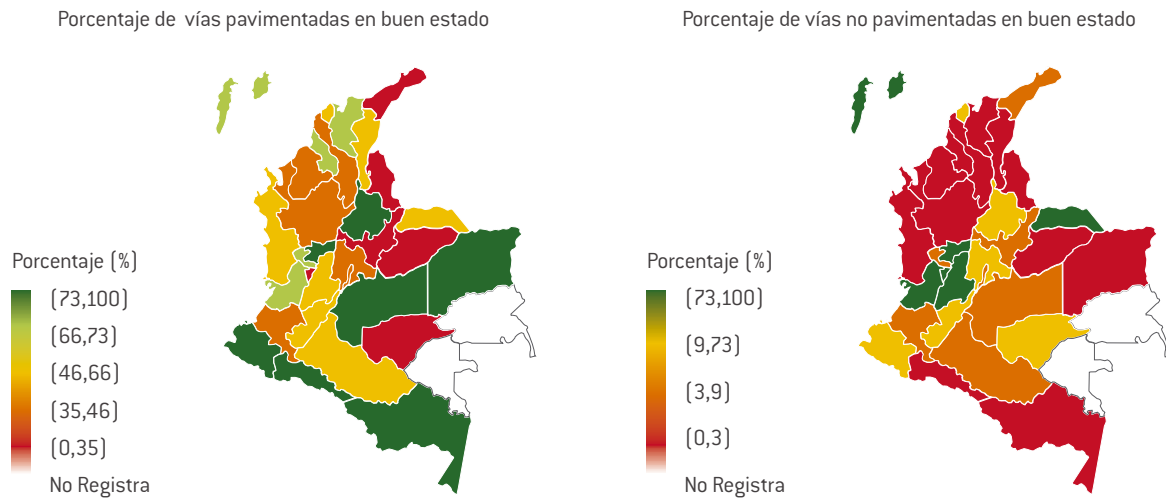 Porcentaje de vías pavimentadas en buen estado
Porcentaje (%)
(73,100)
(66,73)
(46,66)
(35,46)
(0,35)
No Registra
Porcentaje de vías no pavimentadas en buen estado
Porcentaje (%)
(73,100)
(9,73)
(3,9)
(0,3)
No Registra